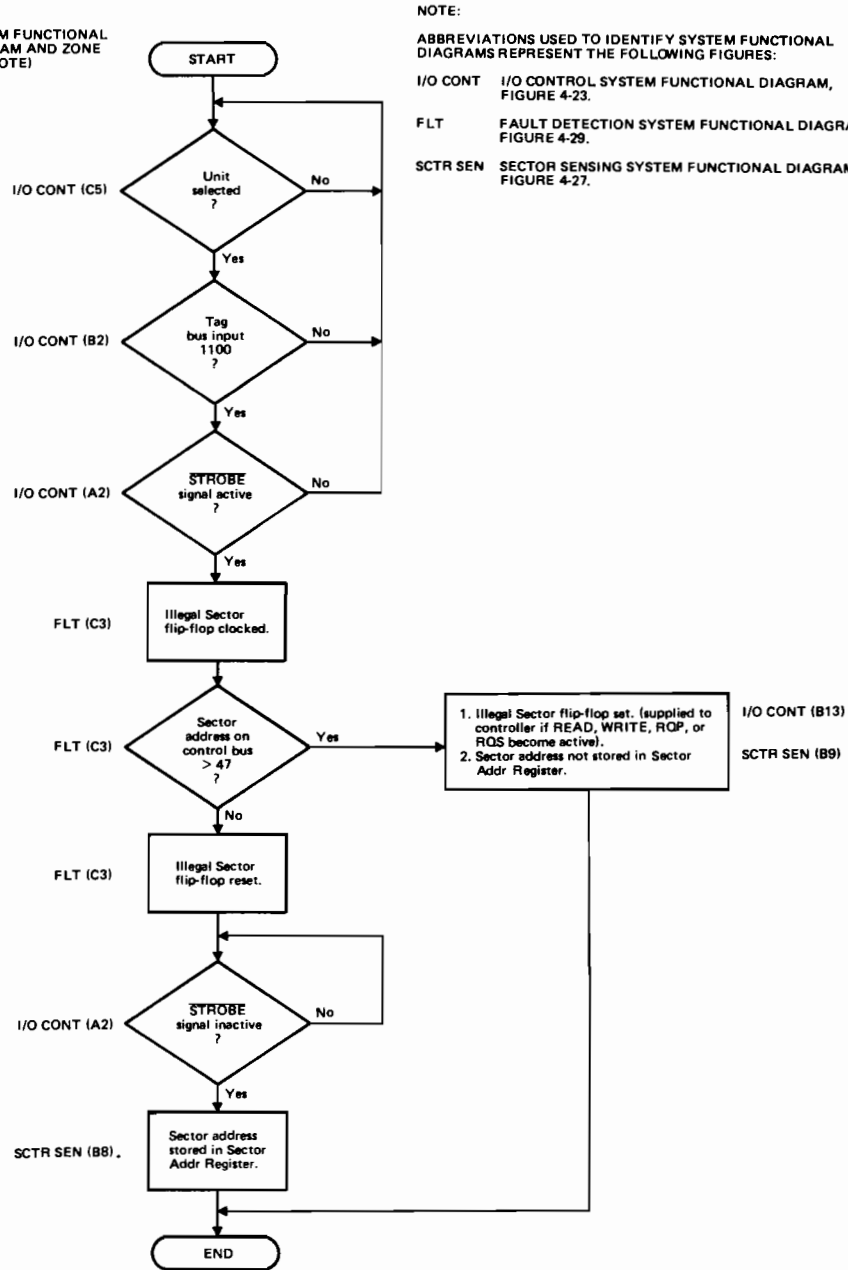 M FUNCTIONAL
AM AND ZONE
OTE)
NOTE:
ABBREVIATIONS USED TO IDENTIFY SYSTEM FUNCTIONAL
DIAGRAMS REPRESENT THE FOLLOWING FIGURES:
I/O CONT I/O CONTROL SYSTEM FUNCTIONAL DIAGRAM,
FIGURE 4-23.
FLT FAULT DETECTION SYSTEM FUNCTIONAL DIAGRA
FIGURE 4-29.
SCTR SEN SECTOR SENSING SYSTEM FUNCTIONAL DIAGRAM
FIGURE 4-27.
START
I/O CONT (C5)
Unit
selected
?
No
Yes
I/O CONT (B2)
Tag
bus input
1100
?
No
Yes
I/O CONT (A2)
STROBE
signal active
?
No
Yes
FLT (C3)
Illegal Sector
flip-flop clocked.
FLT (C3)
Sector
address on
control bus
> 47
?
Yes
1. Illegal Sector flip-flop set. (supplied to
controller if READ, WRITE, RQP, or
RQS become active).
2. Sector address not stored in Sector
Addr Register.
I/O CONT (B13)
SCTR SEN (B9)
No
FLT (C3)
Illegal Sector
flip-flop reset.
I/O CONT (A2)
STROBE
signal inactive
?
No
Yes
SCTR SEN (B8).
Sector address
stored in Sector
Addr Register.
END